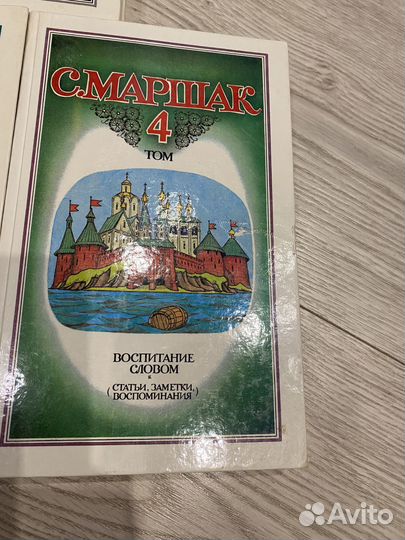 С.МАРШАК
4
ТОМ
ВОСПИТАНИЕ
СЛОВОМ
(СТАТЬИ, ЗАМЕТКИ,
ВОСПОМИНАНИЯ)
Avito